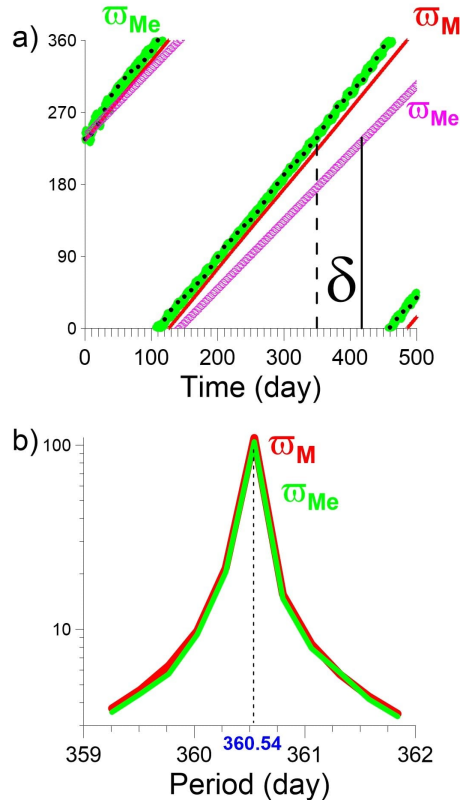 ϖMe
a)
360
270
180
90
0
ϖM
ϖMe
δ
0 100 200 300 400 500
Time (day)
b)
100
10
ϖM
ϖMe
360.54
359 360 361 362
Period (day)